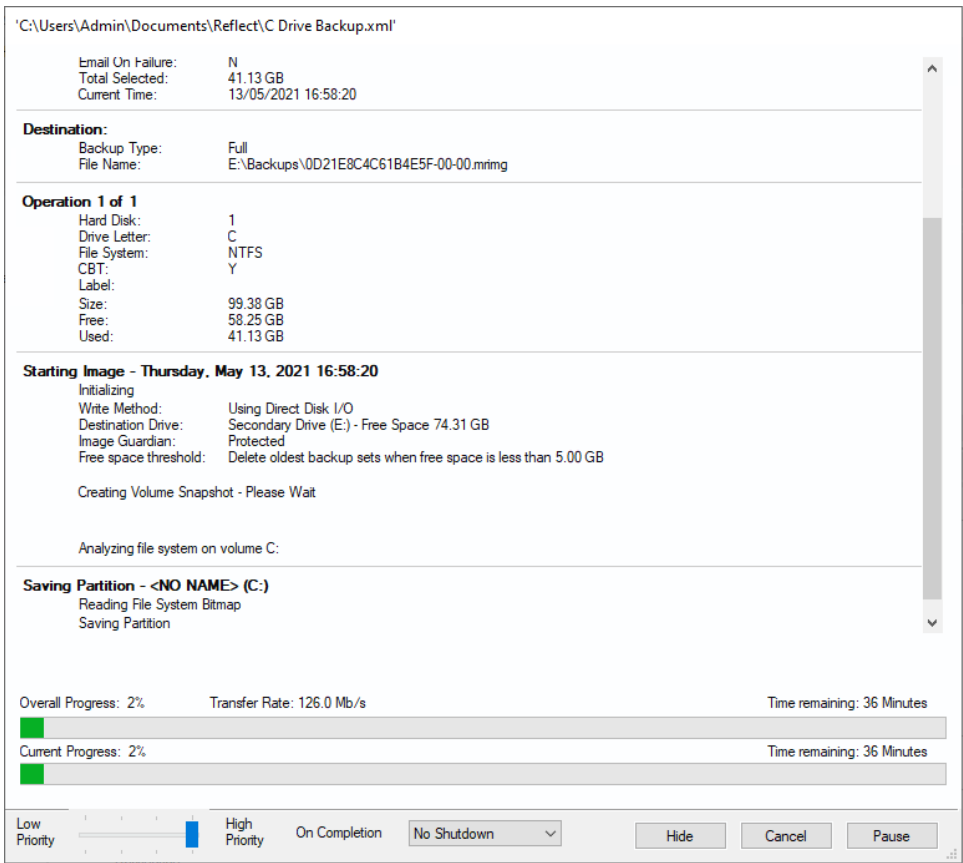 'C:\Users\Admin\Documents\Reflect\C Drive Backup.xml'
Email On Failure: N
Total Selected: 41.13 GB
Current Time: 13/05/2021 16:58:20
Destination:
Backup Type: Full
File Name: E:\Backups\0D21E8C4C61B4E5F-00-00.mrimg
Operation 1 of 1
Hard Disk: 1
Drive Letter: C
File System: NTFS
CBT: Y
Label:
Size: 99.38 GB
Free: 58.25 GB
Used: 41.13 GB
Starting Image - Thursday, May 13, 2021 16:58:20
Initializing
Write Method: Using Direct Disk I/O
Destination Drive: Secondary Drive (E:) - Free Space 74.31 GB
Image Guardian: Protected
Free space threshold: Delete oldest backup sets when free space is less than 5.00 GB
Creating Volume Snapshot - Please Wait
Analyzing file system on volume C:
Saving Partition - <NO NAME> (C:)
Reading File System Bitmap
Saving Partition
Overall Progress: 2% Transfer Rate: 126.0 Mb/s Time remaining: 36 Minutes
Current Progress: 2% Time remaining: 36 Minutes
Low Priority High Priority On Completion No Shutdown Hide Cancel Pause